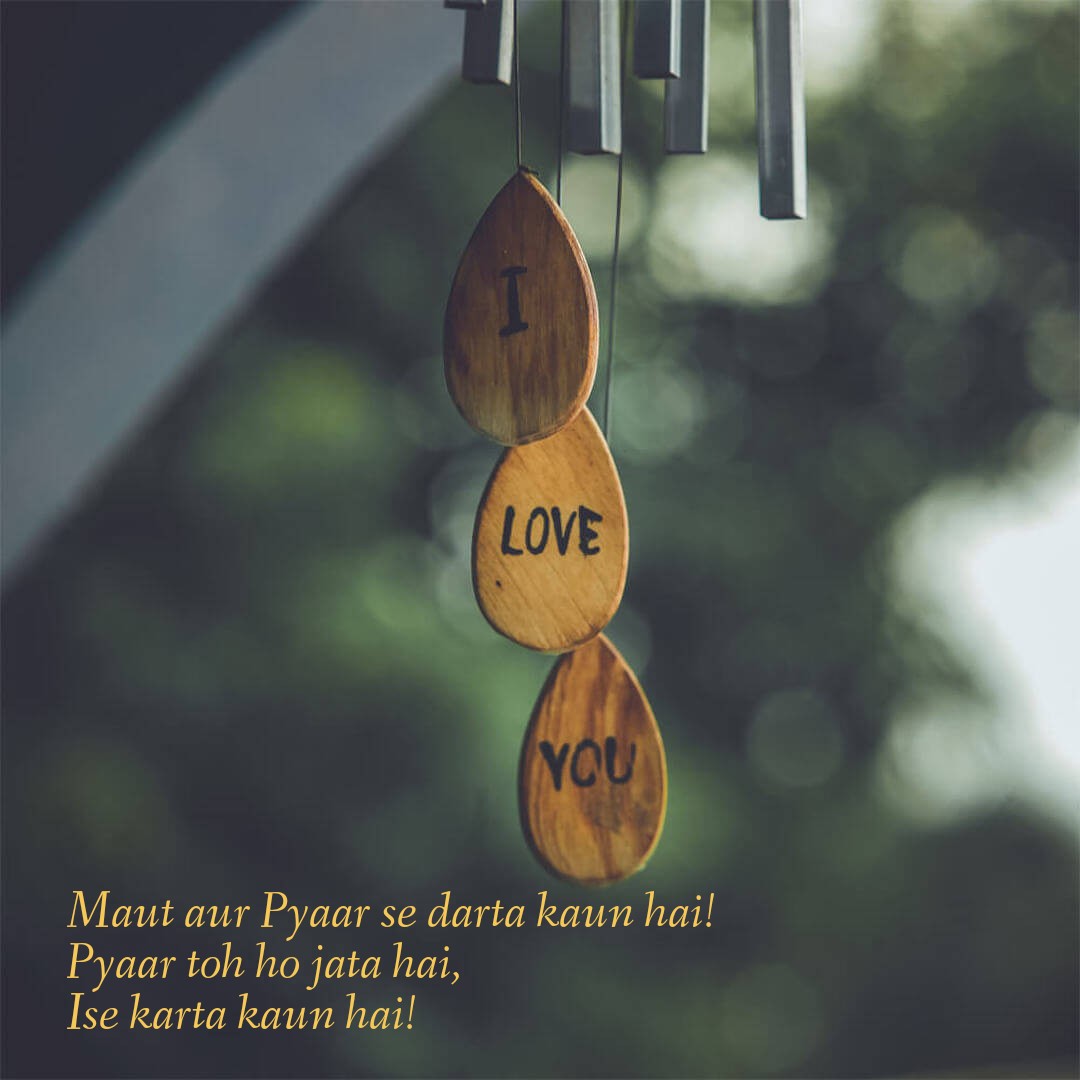 I
LOVE
YOU
Maut aur Pyaar se darta kaun hai!
Pyaar toh ho jata hai,
Ise karta kaun hai!